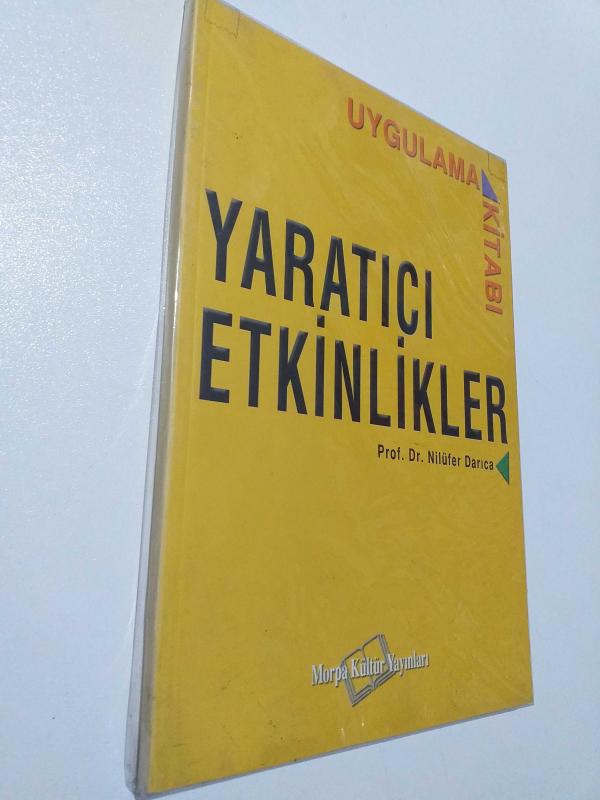 UYGULAMA
KİTABI
YARATICI
ETKİNLİKLER
Prof. Dr. Nilüfer Darıca
Morpa Kültür Yayınları